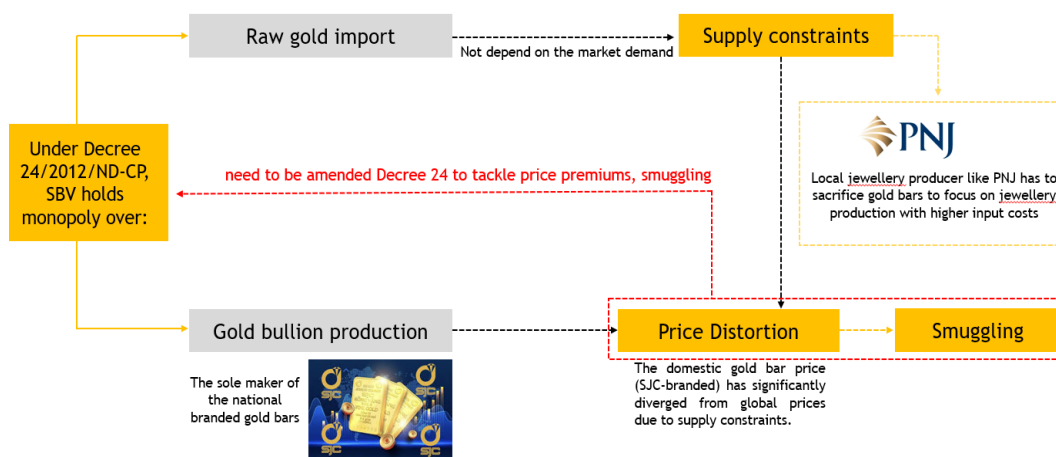 Raw gold import
Not depend on the market demand
Supply constraints
Under Decree
24/2012/ND-CP,
SBV holds
monopoly over:
need to be amended Decree 24 to tackle price premiums, smuggling
PNJ
Local jewellery producer like PNJ has to
sacrifice gold bars to focus on jewellery
production with higher input costs
Gold bullion production
Price Distortion
Smuggling
The sole maker of
the national
branded gold bars
SJC
SJC
SJC
SJC
The domestic gold bar price
(SJC-branded) has significantly
diverged from global prices
due to supply constraints.